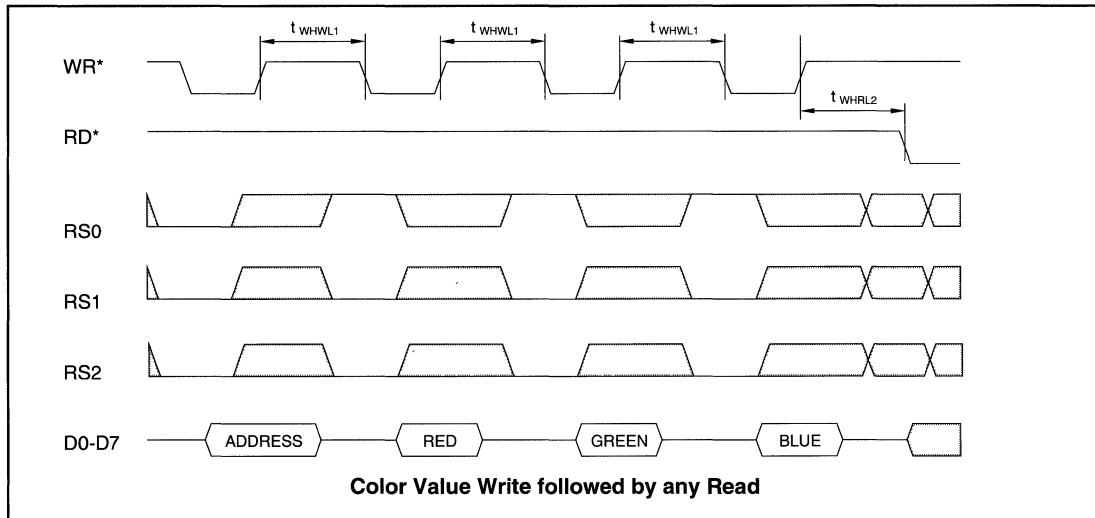 t WHWL1 t WHWL1 t WHWL1
WR*
t WHRL2
RD*
RS0
RS1
RS2
D0-D7 ADDRESS RED GREEN BLUE
Color Value Write followed by any Read